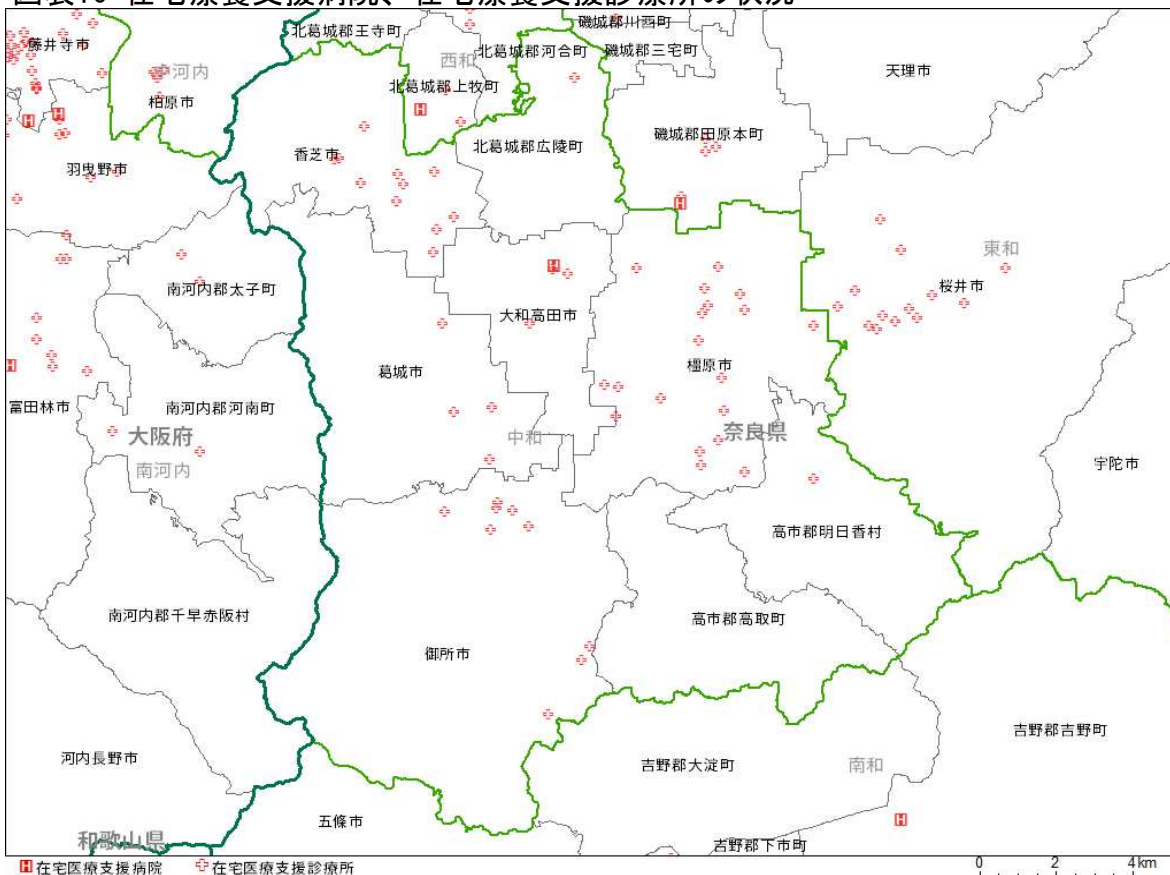 図表10 在宅療養支援病院、在宅療養支援診療所の状況
北葛城郡王寺町
磯城郡川西町
藤井寺市
西和
北葛城郡河合町
磯城郡三宅町
中河内
天理市
北葛城郡上牧町
柏原市
磯城郡田原本町
香芝市
北葛城郡広陵町
羽曳野市
東和
桜井市
南河内郡太子町
大和高田市
葛城市
橿原市
富田林市
南河内郡河南町
大阪府
中和
奈良県
南河内
宇陀市
高市郡明日香村
南河内郡千早赤阪村
高市郡高取町
御所市
吉野郡吉野町
河内長野市
吉野郡大淀町
南和
五條市
和歌山県
吉野郡下市町
H 在宅医療支援病院 在宅医療支援診療所
0 2 4km